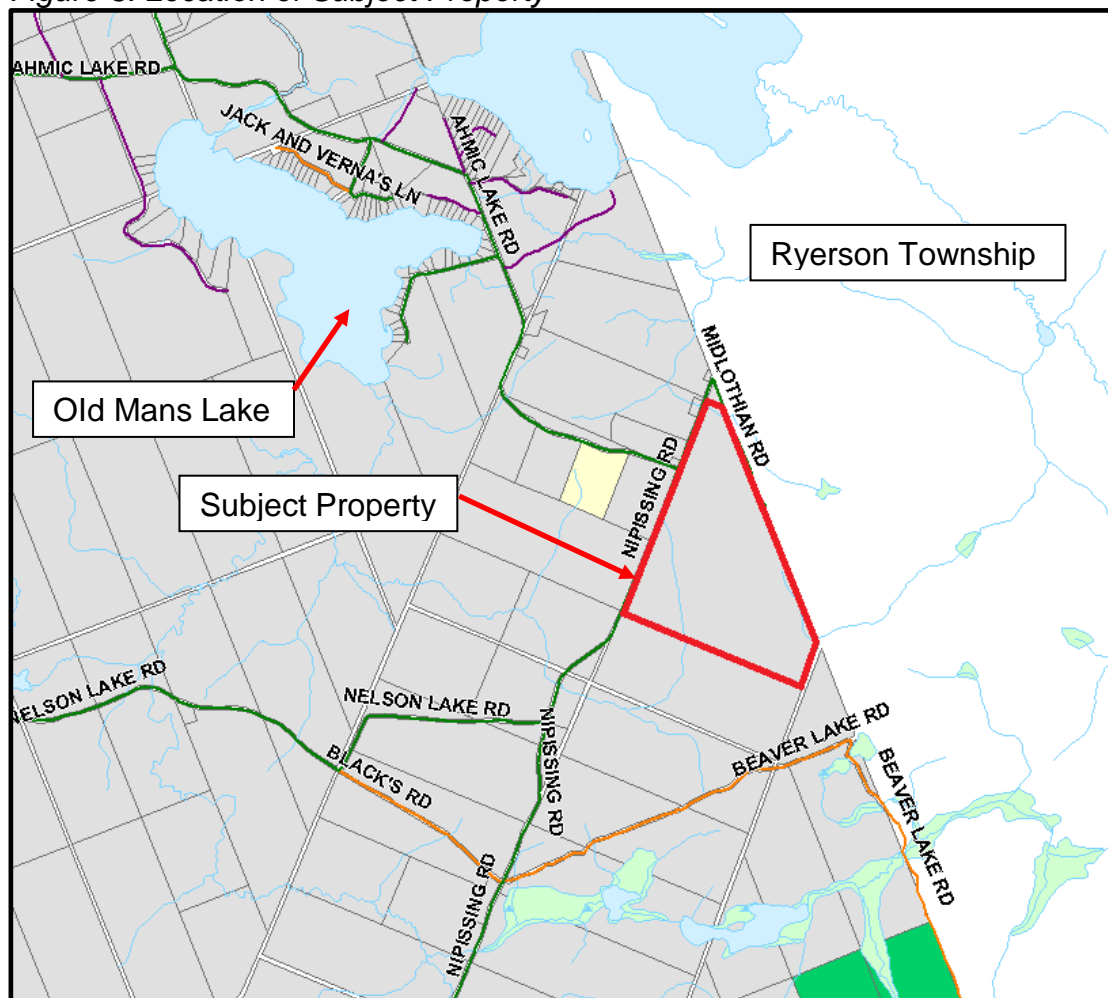 AHMIC LAKE RD
JACK AND VERNA'S LN
AHMIC LAKE RD
Ryerson Township
MIDLOTHIAN RD
Old Mans Lake
Subject Property
NIPISSING RD
NELSON LAKE RD
NELSON LAKE RD
NIPISSING RD
BEAVER LAKE RD
BLACK'S RD
BEAVER LAKE RD
NIPISSING RD